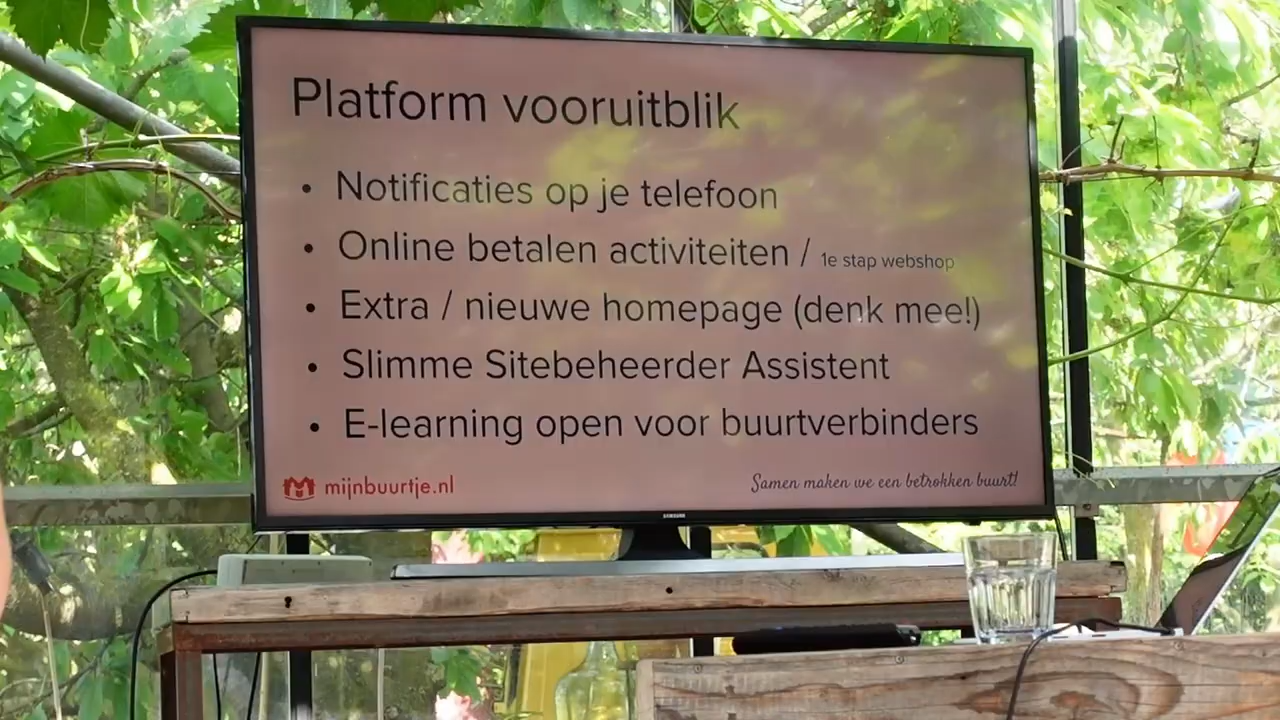 Platform vooruitblik
• Notificaties op je telefoon
• Online betalen activiteiten / 1e stap webshop
• Extra / nieuwe homepage (denk mee!)
• Slimme Sitebeheerder Assistent
• E-learning open voor buurtverbinders
mijnbuurtje.nl
Samen maken we een betrokken buurt!
SAMSUNG